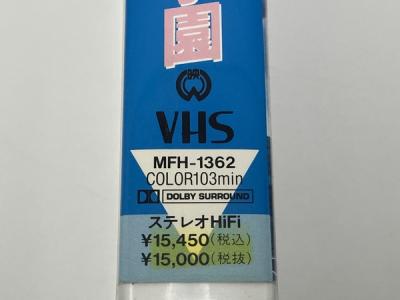 園
映
VHS
MFH-1362
COLOR103min
DOLBY SURROUND
ステレオHiFi
¥15,450(税込)
¥15,000(税抜)